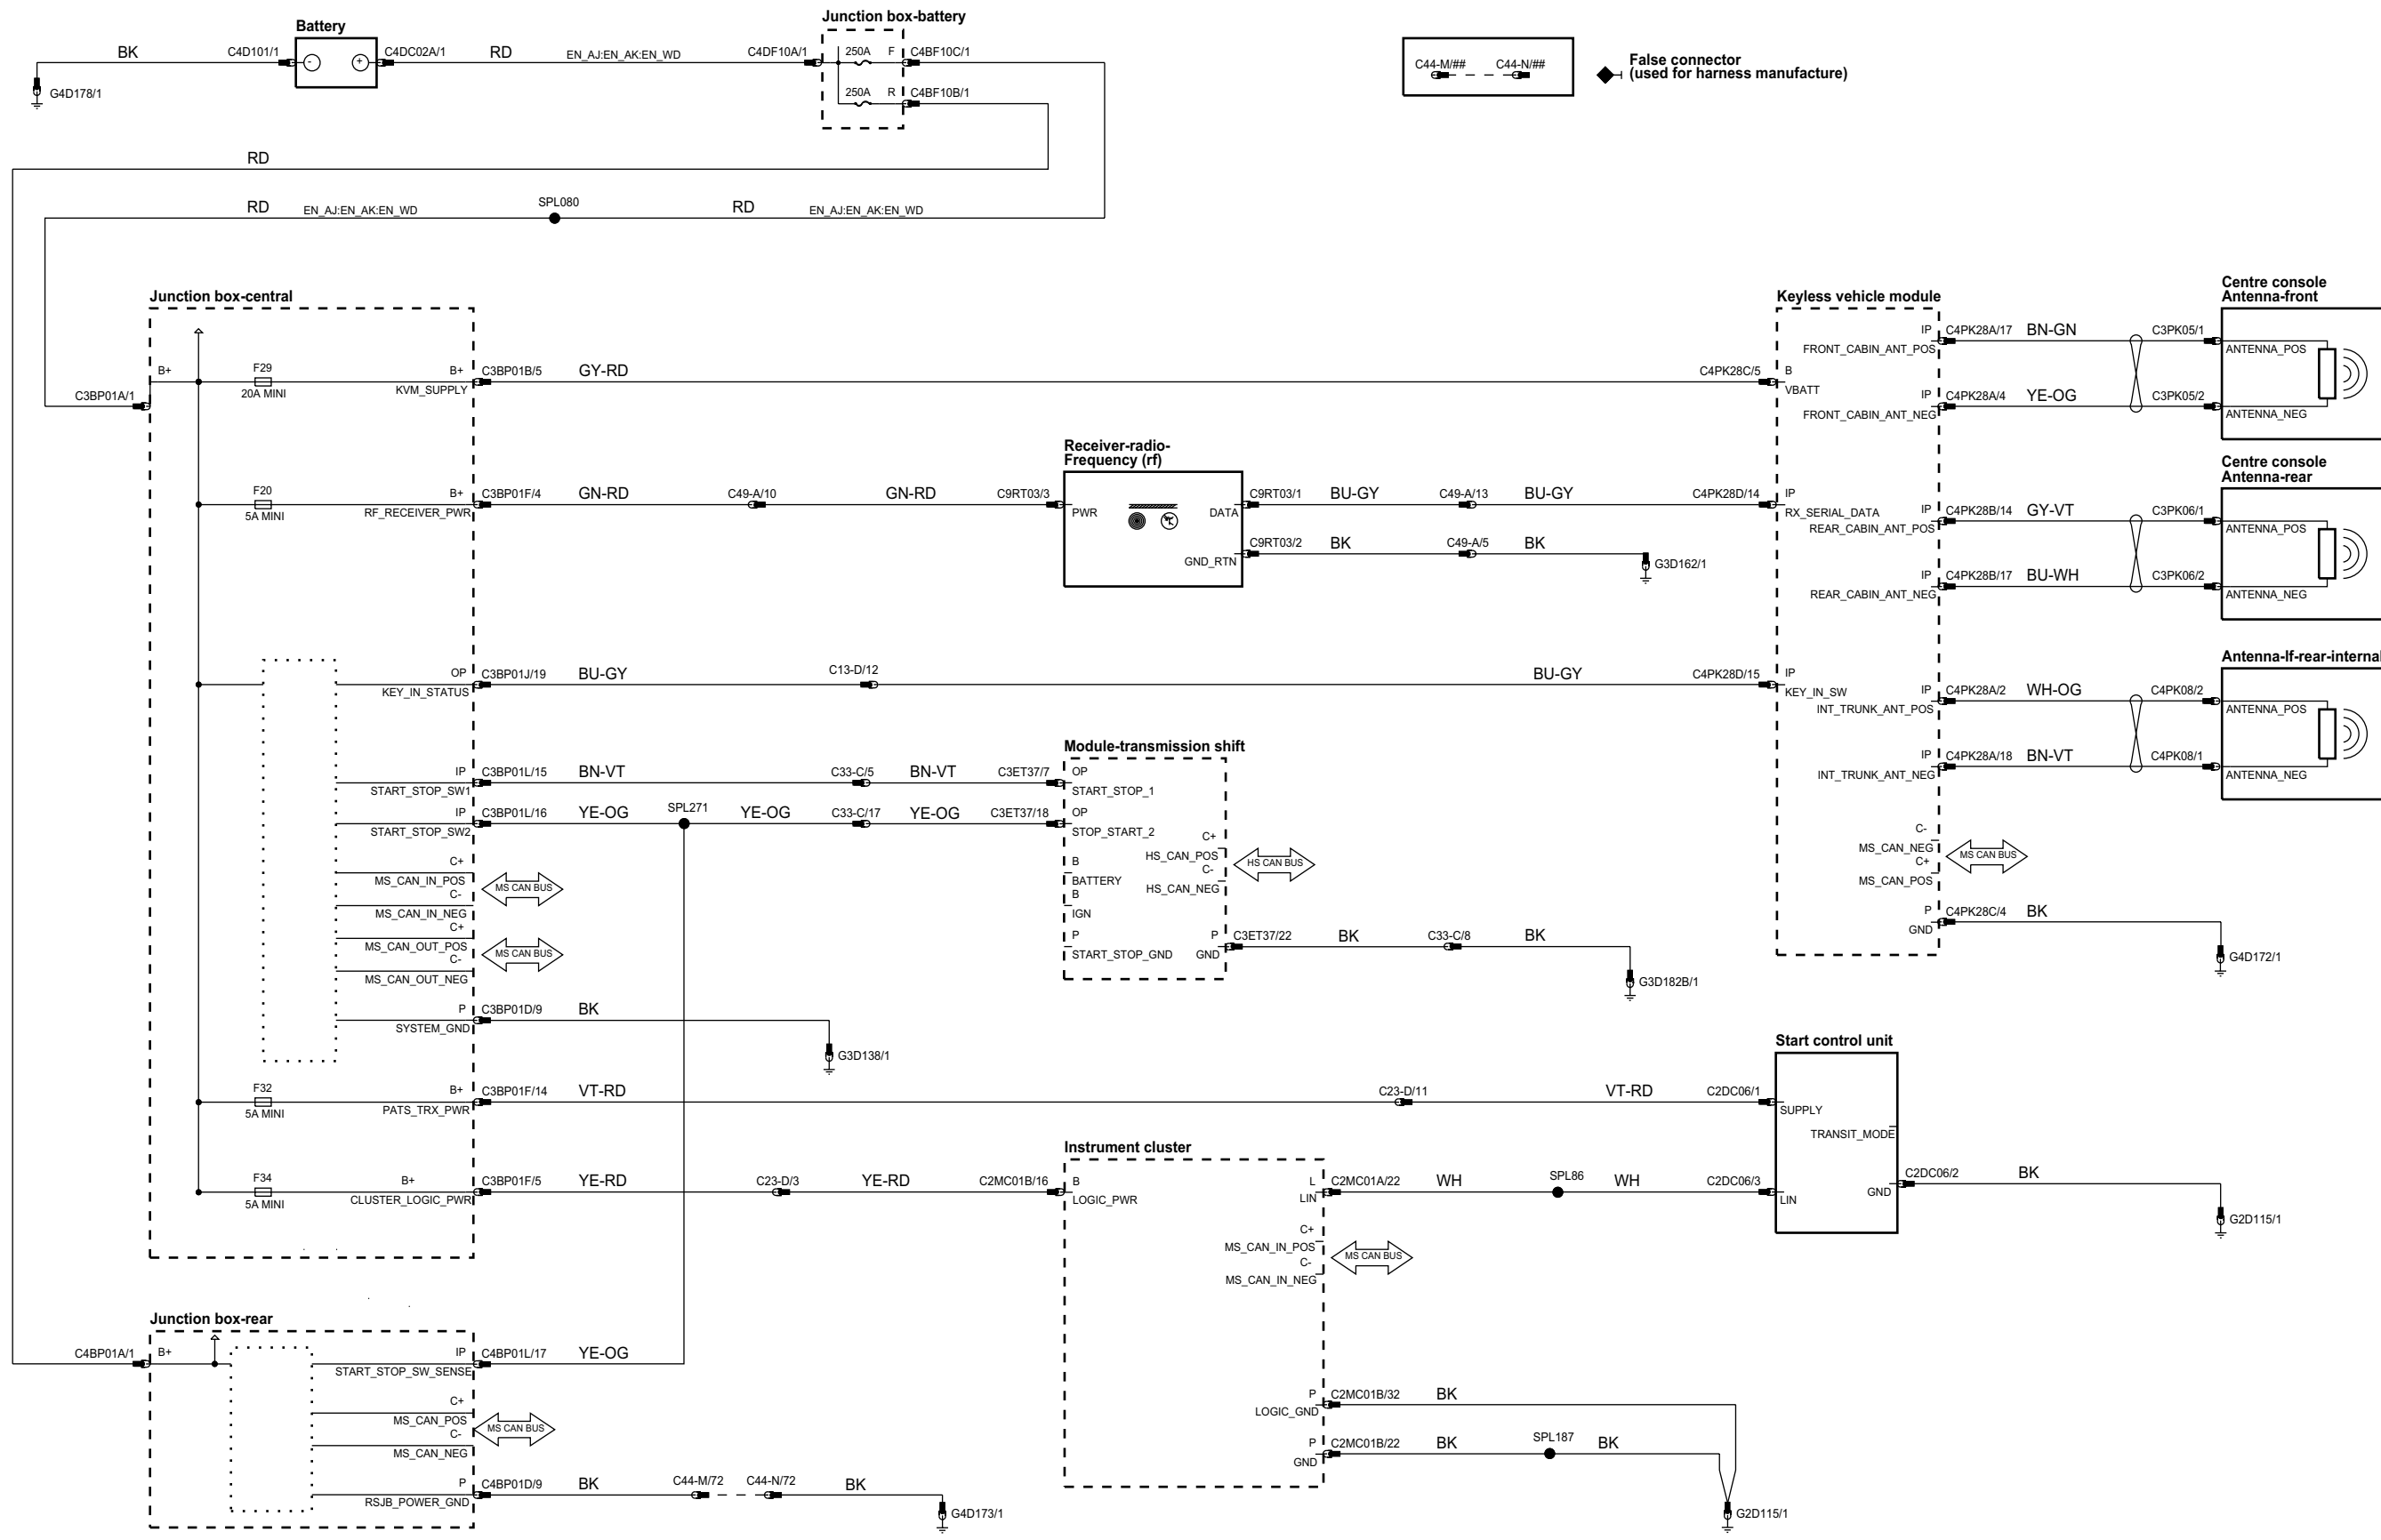 Battery
Junction box-battery
BK
C4D101/1
-
+
C4DC02A/1
RD
EN_AJ:EN_AK:EN_WD
C4DF10A/1
250A
F
C4BF10C/1
250A
R
C4BF10B/1
G4D178/1
C44-M/##
C44-N/##
False connector
(used for harness manufacture)
RD
RD
EN_AJ:EN_AK:EN_WD
SPL080
RD
EN_AJ:EN_AK:EN_WD
Junction box-central
C3BP01A/1
B+
F29
20A MINI
B+
KVM_SUPPLY
C3BP01B/5
GY-RD
C4PK28C/5
F20
5A MINI
B+
RF_RECEIVER_PWR
C3BP01F/4
GN-RD
C49-A/10
GN-RD
C9RT03/3
Receiver-radio-
Frequency (rf)
PWR
DATA
GND_RTN
C9RT03/1
BU-GY
C49-A/13
BU-GY
C4PK28D/14
C9RT03/2
BK
C49-A/5
BK
G3D162/1
OP
KEY_IN_STATUS
C3BP01J/19
BU-GY
C13-D/12
BU-GY
C4PK28D/15
IP
START_STOP_SW1
C3BP01L/15
BN-VT
C33-C/5
BN-VT
C3ET37/7
IP
START_STOP_SW2
C3BP01L/16
YE-OG
SPL271
YE-OG
C33-C/17
YE-OG
C3ET37/18
C+
MS_CAN_IN_POS
C-
MS_CAN_IN_NEG
MS CAN BUS
C+
MS_CAN_OUT_POS
C-
MS_CAN_OUT_NEG
MS CAN BUS
P
SYSTEM_GND
C3BP01D/9
BK
G3D138/1
F32
5A MINI
B+
PATS_TRX_PWR
C3BP01F/14
VT-RD
C23-D/11
VT-RD
C2DC06/1
F34
5A MINI
B+
CLUSTER_LOGIC_PWR
C3BP01F/5
YE-RD
C23-D/3
YE-RD
C2MC01B/16
Module-transmission shift
OP
START_STOP_1
OP
STOP_START_2
B
BATTERY
B
IGN
P
START_STOP_GND
C+
HS_CAN_POS
C-
HS_CAN_NEG
HS CAN BUS
P
GND
C3ET37/22
BK
C33-C/8
BK
G3D182B/1
Keyless vehicle module
B
VBATT
IP
RX_SERIAL_DATA
IP
KEY_IN_SW
IP
FRONT_CABIN_ANT_POS
C4PK28A/17
BN-GN
C3PK05/1
IP
FRONT_CABIN_ANT_NEG
C4PK28A/4
YE-OG
C3PK05/2
IP
REAR_CABIN_ANT_POS
C4PK28B/14
GY-VT
C3PK06/1
IP
REAR_CABIN_ANT_NEG
C4PK28B/17
BU-WH
C3PK06/2
IP
INT_TRUNK_ANT_POS
C4PK28A/2
WH-OG
C4PK08/2
IP
INT_TRUNK_ANT_NEG
C4PK28A/18
BN-VT
C4PK08/1
C-
MS_CAN_NEG
C+
MS_CAN_POS
MS CAN BUS
P
GND
C4PK28C/4
BK
G4D172/1
Centre console
Antenna-front
ANTENNA_POS
ANTENNA_NEG
Centre console
Antenna-rear
ANTENNA_POS
ANTENNA_NEG
Antenna-lf-rear-internal
ANTENNA_POS
ANTENNA_NEG
Start control unit
SUPPLY
TRANSIT_MODE
LIN
GND
C2DC06/2
BK
G2D115/1
Instrument cluster
B
LOGIC_PWR
L
LIN
C2MC01A/22
WH
SPL86
WH
C2DC06/3
C+
MS_CAN_IN_POS
C-
MS_CAN_IN_NEG
MS CAN BUS
P
LOGIC_GND
C2MC01B/32
BK
P
GND
C2MC01B/22
BK
SPL187
BK
G2D115/1
Junction box-rear
C4BP01A/1
B+
IP
START_STOP_SW_SENSE
C4BP01L/17
YE-OG
C+
MS_CAN_POS
C-
MS_CAN_NEG
MS CAN BUS
P
RSJB_POWER_GND
C4BP01D/9
BK
C44-M/72
C44-N/72
BK
G4D173/1